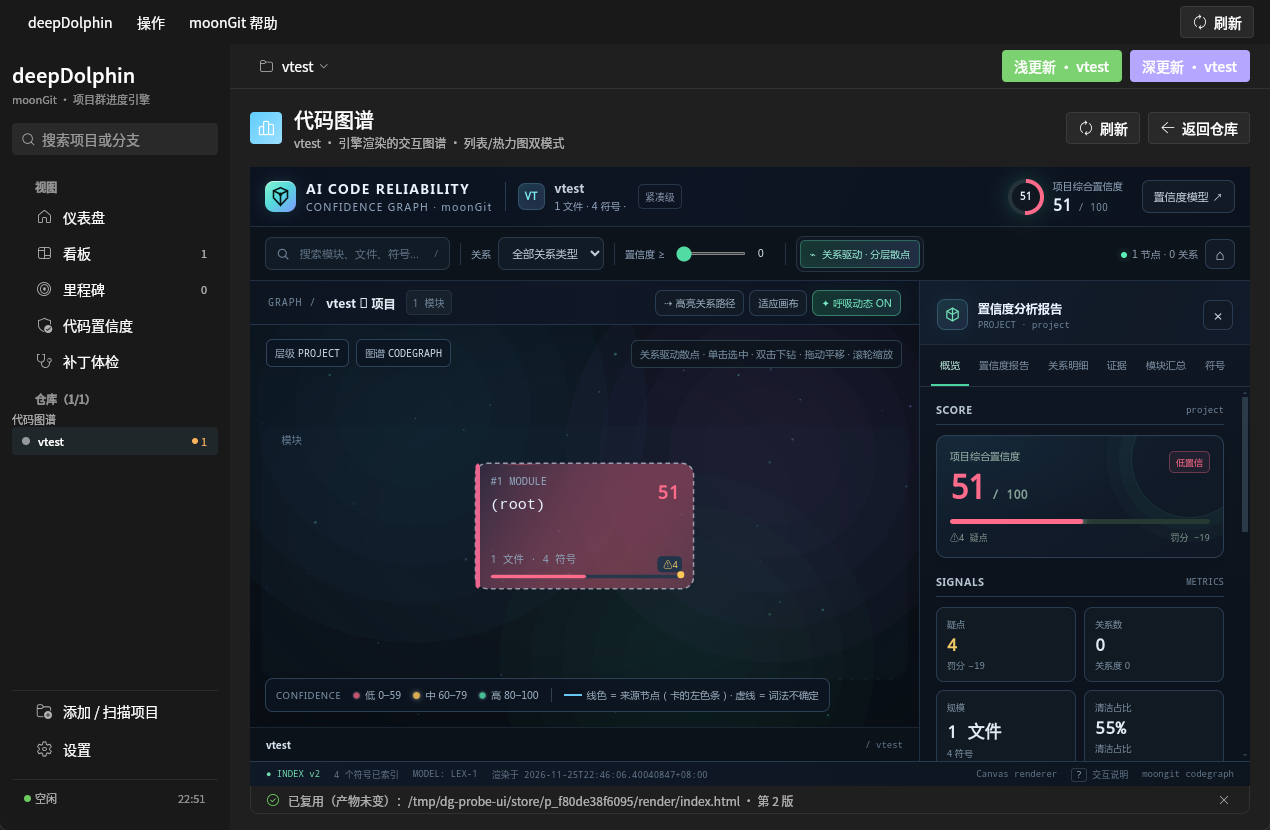 deepDolphin 操作 moonGit 帮助 刷新
deepDolphin
moonGit · 项目群进度引擎
搜索项目或分支
视图
仪表盘
看板 1
里程碑 0
代码置信度
补丁体检
仓库 (1/1)
代码图谱
vtest 1
添加 / 扫描项目
设置
空闲 22:51
vtest
浅更新 · vtest
深更新 · vtest
代码图谱
vtest · 引擎渲染的交互图谱 · 列表/热力图双模式
刷新
返回仓库
AI CODE RELIABILITY
CONFIDENCE GRAPH · moonGit
VT
vtest
1 文件 · 4 符号 ·
紧凑级
51
项目综合置信度
51 / 100
置信度模型 ↗
搜索模块、文件、符号… /
关系 全部关系类型
置信度 ≥ 0
⌁ 关系驱动 · 分层散点
1 节点 · 0 关系
GRAPH / vtest 项目 1 模块
⇢ 高亮关系路径
适应画布
✦ 呼吸动态 ON
层级 PROJECT
图谱 CODEGRAPH
关系驱动散点 · 单击选中 · 双击下钻 · 拖动平移 · 滚轮缩放
模块
#1 MODULE
51
(root)
1 文件 · 4 符号
⚠4
CONFIDENCE 低 0–59 中 60–79 高 80–100 线色 = 来源节点 ( 卡的左色条 ) · 虚线 = 词法不确定
vtest / vtest
置信度分析报告
PROJECT · project
×
概览 置信度报告 关系明细 证据 模块汇总 符号
SCORE project
项目综合置信度
低置信
51 / 100
⚠4 疑点 罚分 −19
SIGNALS METRICS
疑点
4
罚分 −19
关系数
0
关系度 0
规模
1 文件
4 符号
清洁占比
55%
清洁占比
● INDEX v2 4 个符号已索引 MODEL: LEX-1 渲染于 2026-11-25T22:46:06.40040847+08:00 Canvas renderer ? 交互说明 moongit codegraph
已复用（产物未变）：/tmp/dg-probe-ui/store/p_f80de38f6095/render/index.html · 第 2 版